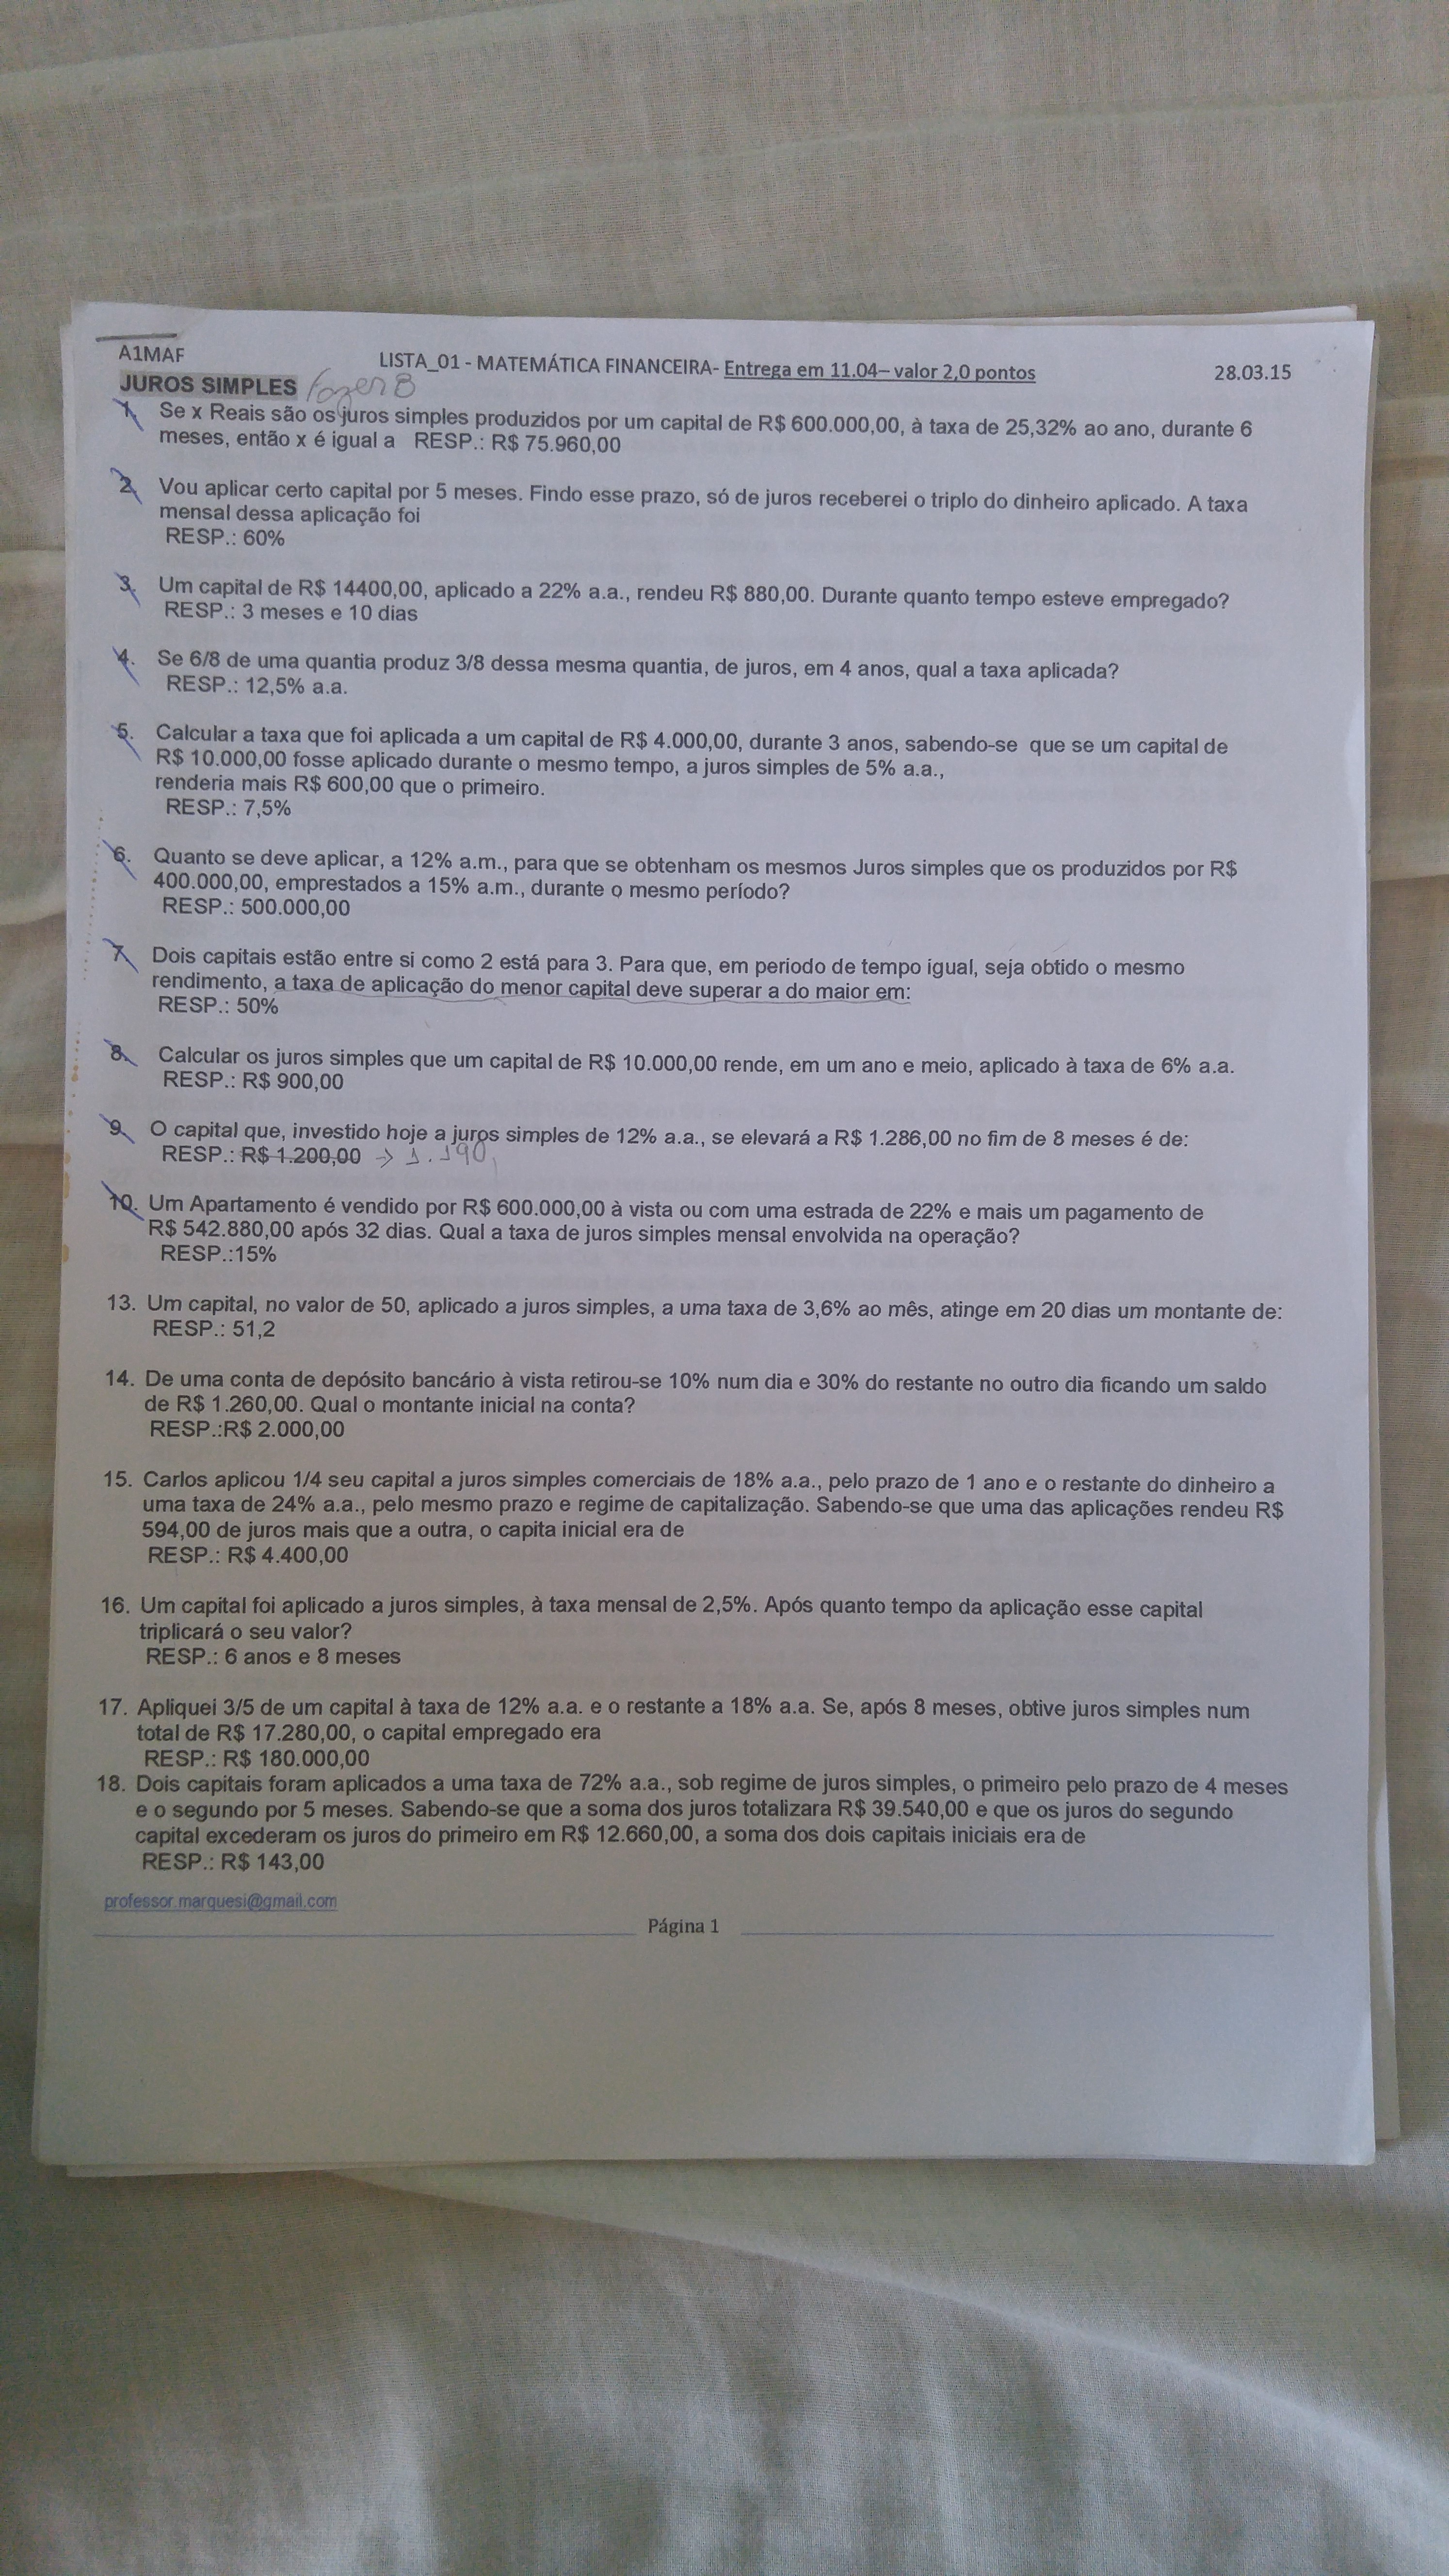 A1MAF
LISTA_01 - MATEMÁTICA FINANCEIRA- Entrega em 11.04– valor 2,0 pontos
28.03.15
JUROS SIMPLES fazer 8
1. Se x Reais são os juros simples produzidos por um capital de R$ 600.000,00, à taxa de 25,32% ao ano, durante 6
meses, então x é igual a RESP.: R$ 75.960,00
2. Vou aplicar certo capital por 5 meses. Findo esse prazo, só de juros receberei o triplo do dinheiro aplicado. A taxa
mensal dessa aplicação foi
RESP.: 60%
3. Um capital de R$ 14400,00, aplicado a 22% a.a., rendeu R$ 880,00. Durante quanto tempo esteve empregado?
RESP.: 3 meses e 10 dias
4. Se 6/8 de uma quantia produz 3/8 dessa mesma quantia, de juros, em 4 anos, qual a taxa aplicada?
RESP.: 12,5% a.a.
5. Calcular a taxa que foi aplicada a um capital de R$ 4.000,00, durante 3 anos, sabendo-se que se um capital de
R$ 10.000,00 fosse aplicado durante o mesmo tempo, a juros simples de 5% a.a.,
renderia mais R$ 600,00 que o primeiro.
RESP.: 7,5%
6. Quanto se deve aplicar, a 12% a.m., para que se obtenham os mesmos Juros simples que os produzidos por R$
400.000,00, emprestados a 15% a.m., durante o mesmo período?
RESP.: 500.000,00
7. Dois capitais estão entre si como 2 está para 3. Para que, em periodo de tempo igual, seja obtido o mesmo
rendimento, a taxa de aplicação do menor capital deve superar a do maior em:
RESP.: 50%
8. Calcular os juros simples que um capital de R$ 10.000,00 rende, em um ano e meio, aplicado à taxa de 6% a.a.
RESP.: R$ 900,00
9. O capital que, investido hoje a juros simples de 12% a.a., se elevará a R$ 1.286,00 no fim de 8 meses é de:
RESP.: R$ 1.200,00 → 1.190,
10. Um Apartamento é vendido por R$ 600.000,00 à vista ou com uma estrada de 22% e mais um pagamento de
R$ 542.880,00 após 32 dias. Qual a taxa de juros simples mensal envolvida na operação?
RESP.:15%
13. Um capital, no valor de 50, aplicado a juros simples, a uma taxa de 3,6% ao mês, atinge em 20 dias um montante de:
RESP.: 51,2
14. De uma conta de depósito bancário à vista retirou-se 10% num dia e 30% do restante no outro dia ficando um saldo
de R$ 1.260,00. Qual o montante inicial na conta?
RESP.:R$ 2.000,00
15. Carlos aplicou 1/4 seu capital a juros simples comerciais de 18% a.a., pelo prazo de 1 ano e o restante do dinheiro a
uma taxa de 24% a.a., pelo mesmo prazo e regime de capitalização. Sabendo-se que uma das aplicações rendeu R$
594,00 de juros mais que a outra, o capita inicial era de
RESP.: R$ 4.400,00
16. Um capital foi aplicado a juros simples, à taxa mensal de 2,5%. Após quanto tempo da aplicação esse capital
triplicará o seu valor?
RESP.: 6 anos e 8 meses
17. Apliquei 3/5 de um capital à taxa de 12% a.a. e o restante a 18% a.a. Se, após 8 meses, obtive juros simples num
total de R$ 17.280,00, o capital empregado era
RESP.: R$ 180.000,00
18. Dois capitais foram aplicados a uma taxa de 72% a.a., sob regime de juros simples, o primeiro pelo prazo de 4 meses
e o segundo por 5 meses. Sabendo-se que a soma dos juros totalizara R$ 39.540,00 e que os juros do segundo
capital excederam os juros do primeiro em R$ 12.660,00, a soma dos dois capitais iniciais era de
RESP.: R$ 143,00
professor.marquesi@gmail.com
Página 1